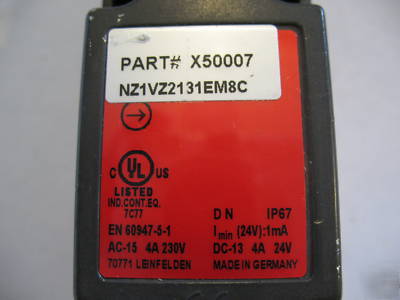 PART# X50007
NZ1VZ2131EM8C
C UL US
LISTED
IND.CONT.EQ.
7C77
D N IP67
EN 60947-5-1 Imin (24V):1mA
AC-15 4A 230V DC-13 4A 24V
70771 LEINFELDEN MADE IN GERMANY